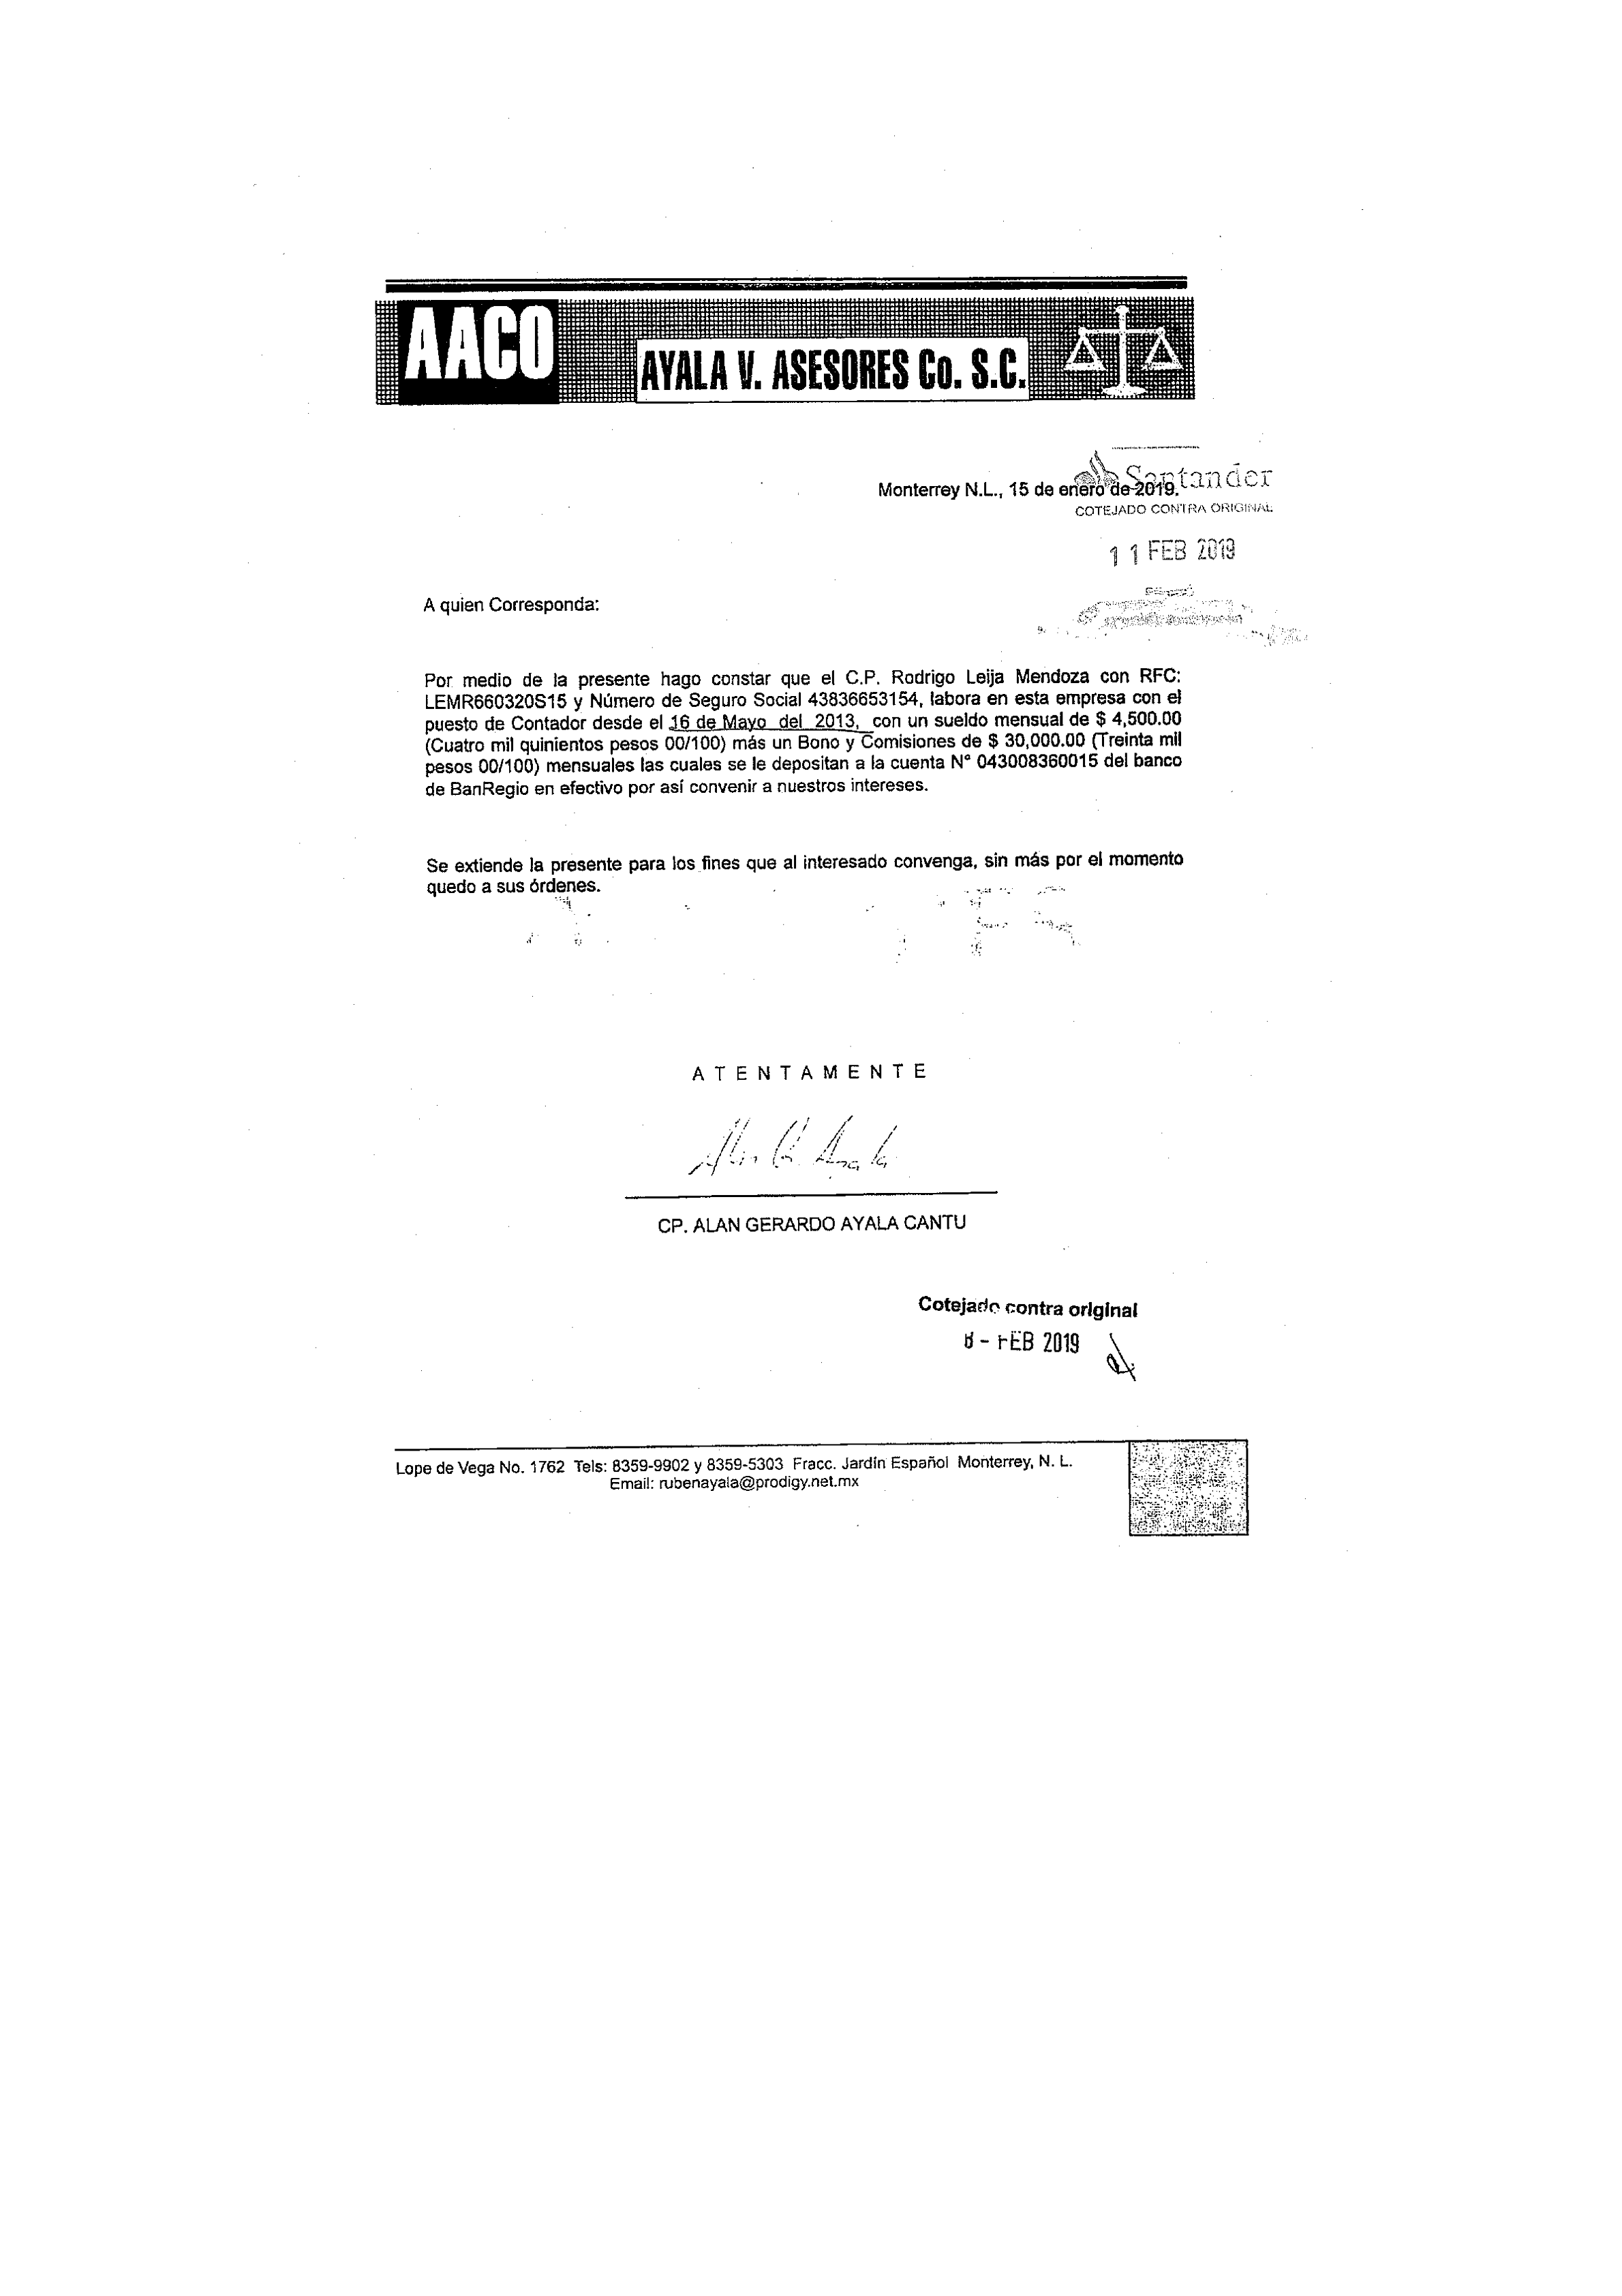 AACO
AYALA V. ASESORES Co. S.C.
Santander
Monterrey N.L., 15 de enero de 2019.
COTEJADO CONTRA ORIGINAL
1 1 FEB 2019
A quien Corresponda:
Por medio de la presente hago constar que el C.P. Rodrigo Leija Mendoza con RFC:
LEMR660320S15 y Número de Seguro Social 43836653154, labora en esta empresa con el
puesto de Contador desde el 16 de Mayo del 2013, con un sueldo mensual de $ 4,500.00
(Cuatro mil quinientos pesos 00/100) más un Bono y Comisiones de $ 30,000.00 (Treinta mil
pesos 00/100) mensuales las cuales se le depositan a la cuenta N° 043008360015 del banco
de BanRegio en efectivo por así convenir a nuestros intereses.
Se extiende la presente para los fines que al interesado convenga, sin más por el momento
quedo a sus órdenes.
A T E N T A M E N T E
CP. ALAN GERARDO AYALA CANTU
Cotejado contra original
8 - FEB 2019
Lope de Vega No. 1762 Tels: 8359-9902 y 8359-5303 Fracc. Jardín Español Monterrey, N. L.
Email: rubenayala@prodigy.net.mx